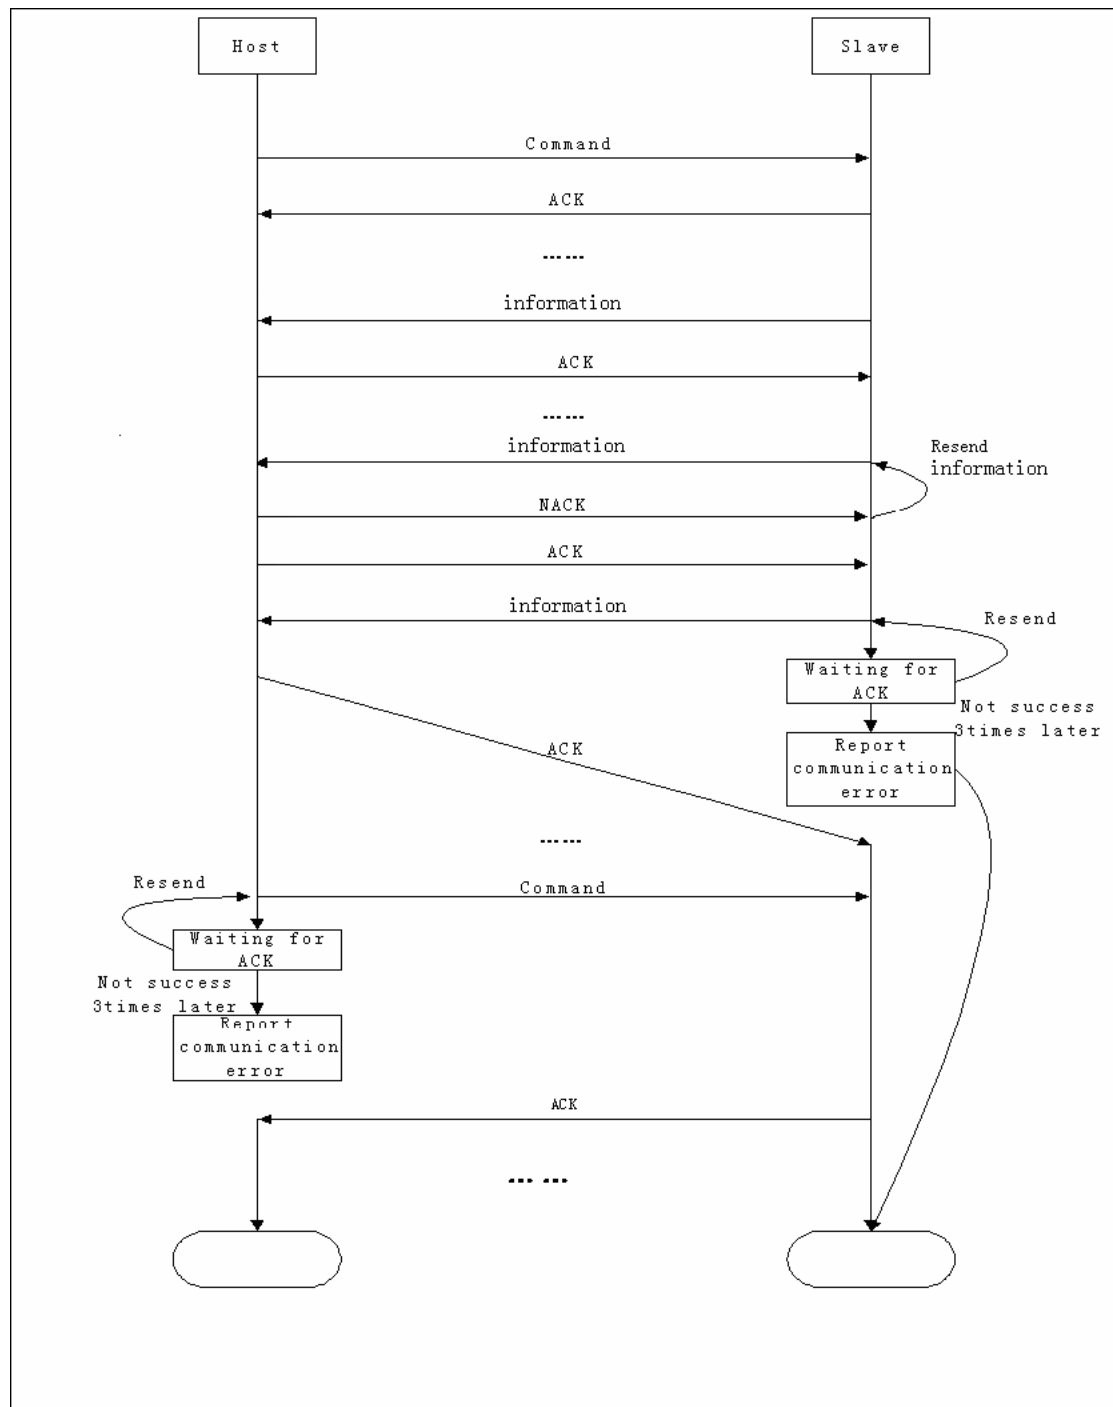 Host
Slave
Command
ACK
......
information
ACK
......
information
Resend
information
NACK
ACK
information
Resend
Waiting for
ACK
Not success
3times later
Report
communication
error
ACK
......
Resend
Command
Waiting for
ACK
Not success
3times later
Report
communication
error
ACK
... ...